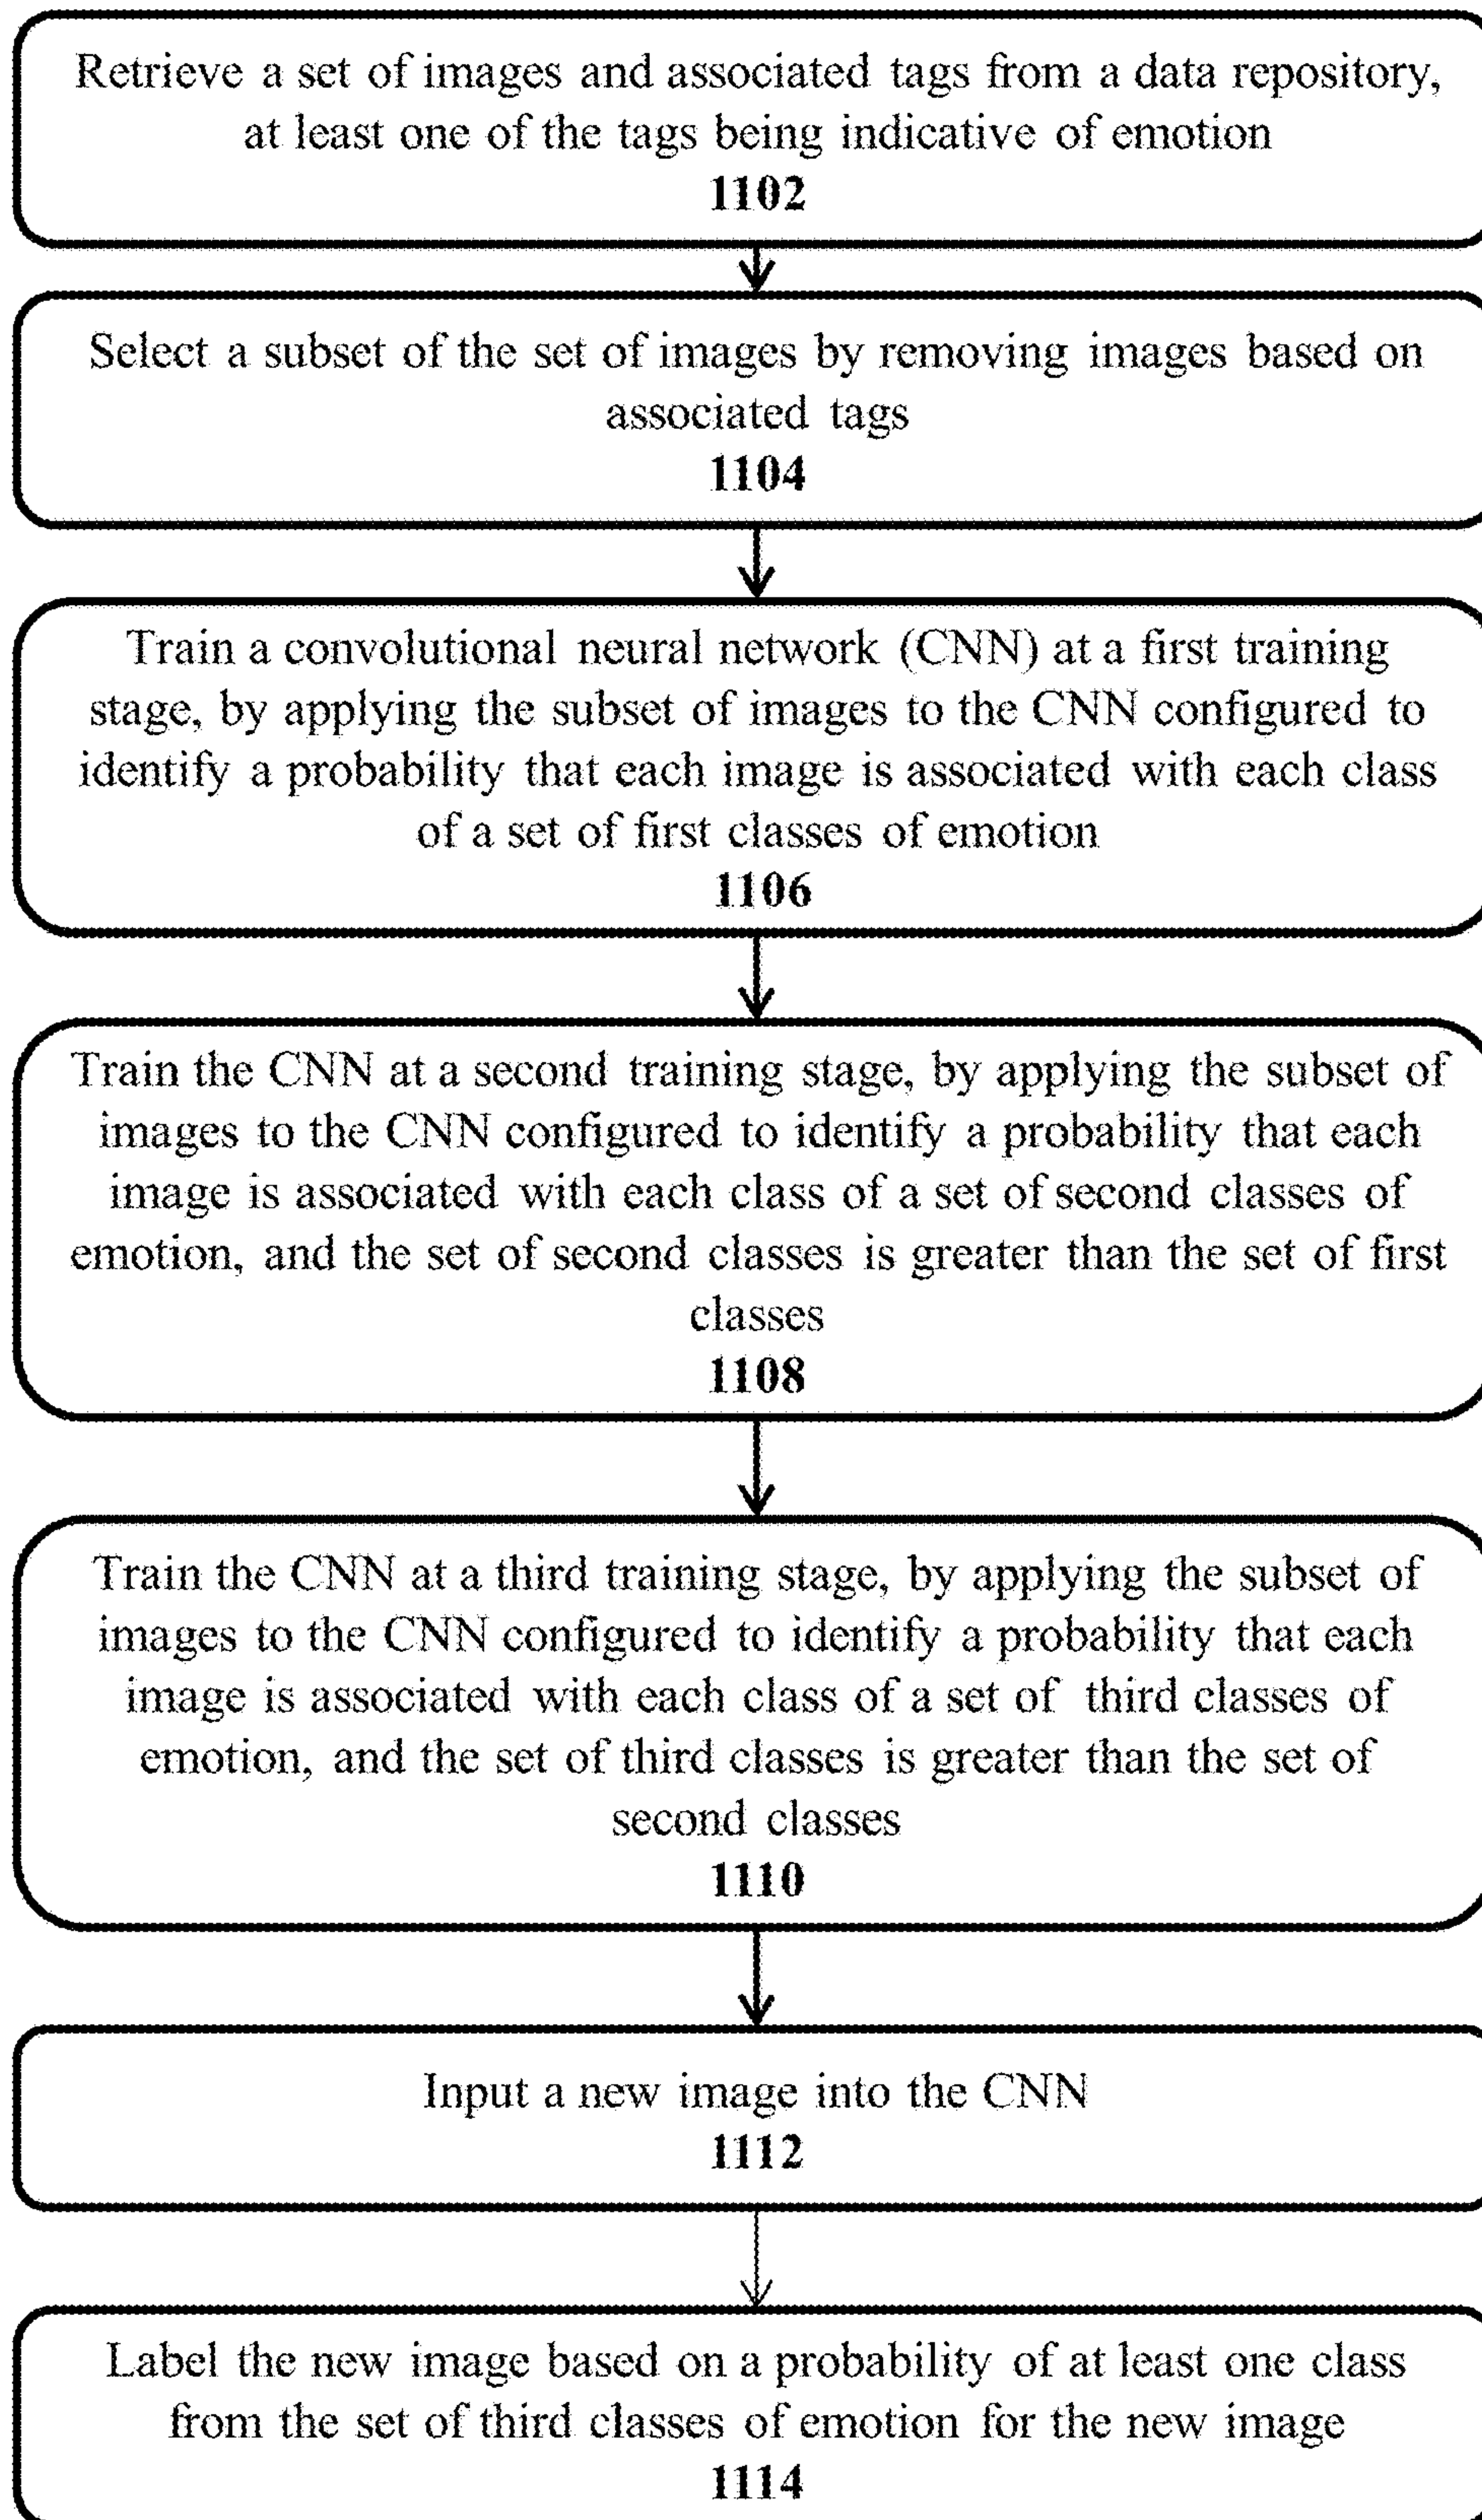 Retrieve a set of images and associated tags from a data repository,
at least one of the tags being indicative of emotion
1102
Select a subset of the set of images by removing images based on
associated tags
1104
Train a convolutional neural network (CNN) at a first training
stage, by applying the subset of images to the CNN configured to
identify a probability that each image is associated with each class
of a set of first classes of emotion
1106
Train the CNN at a second training stage, by applying the subset of
images to the CNN configured to identify a probability that each
image is associated with each class of a set of second classes of
emotion, and the set of second classes is greater than the set of first
classes
1108
Train the CNN at a third training stage, by applying the subset of
images to the CNN configured to identify a probability that each
image is associated with each class of a set of third classes of
emotion, and the set of third classes is greater than the set of
second classes
1110
Input a new image into the CNN
1112
Label the new image based on a probability of at least one class
from the set of third classes of emotion for the new image
1114